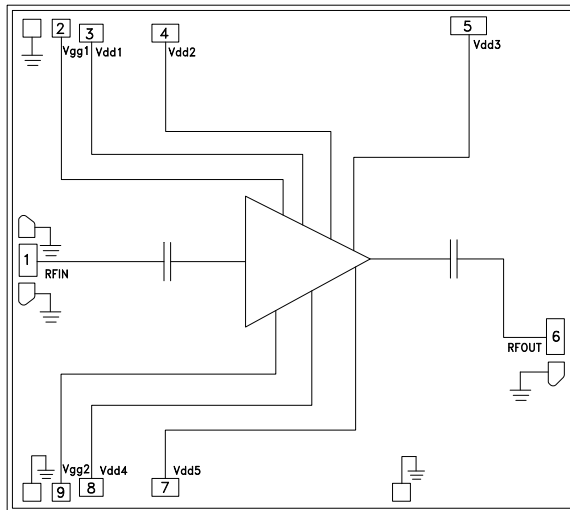 2 3 4 5
Vgg1 Vdd1 Vdd2 Vdd3
1
RFIN
6
RFOUT
Vgg2 Vdd4 Vdd5
9 8 7